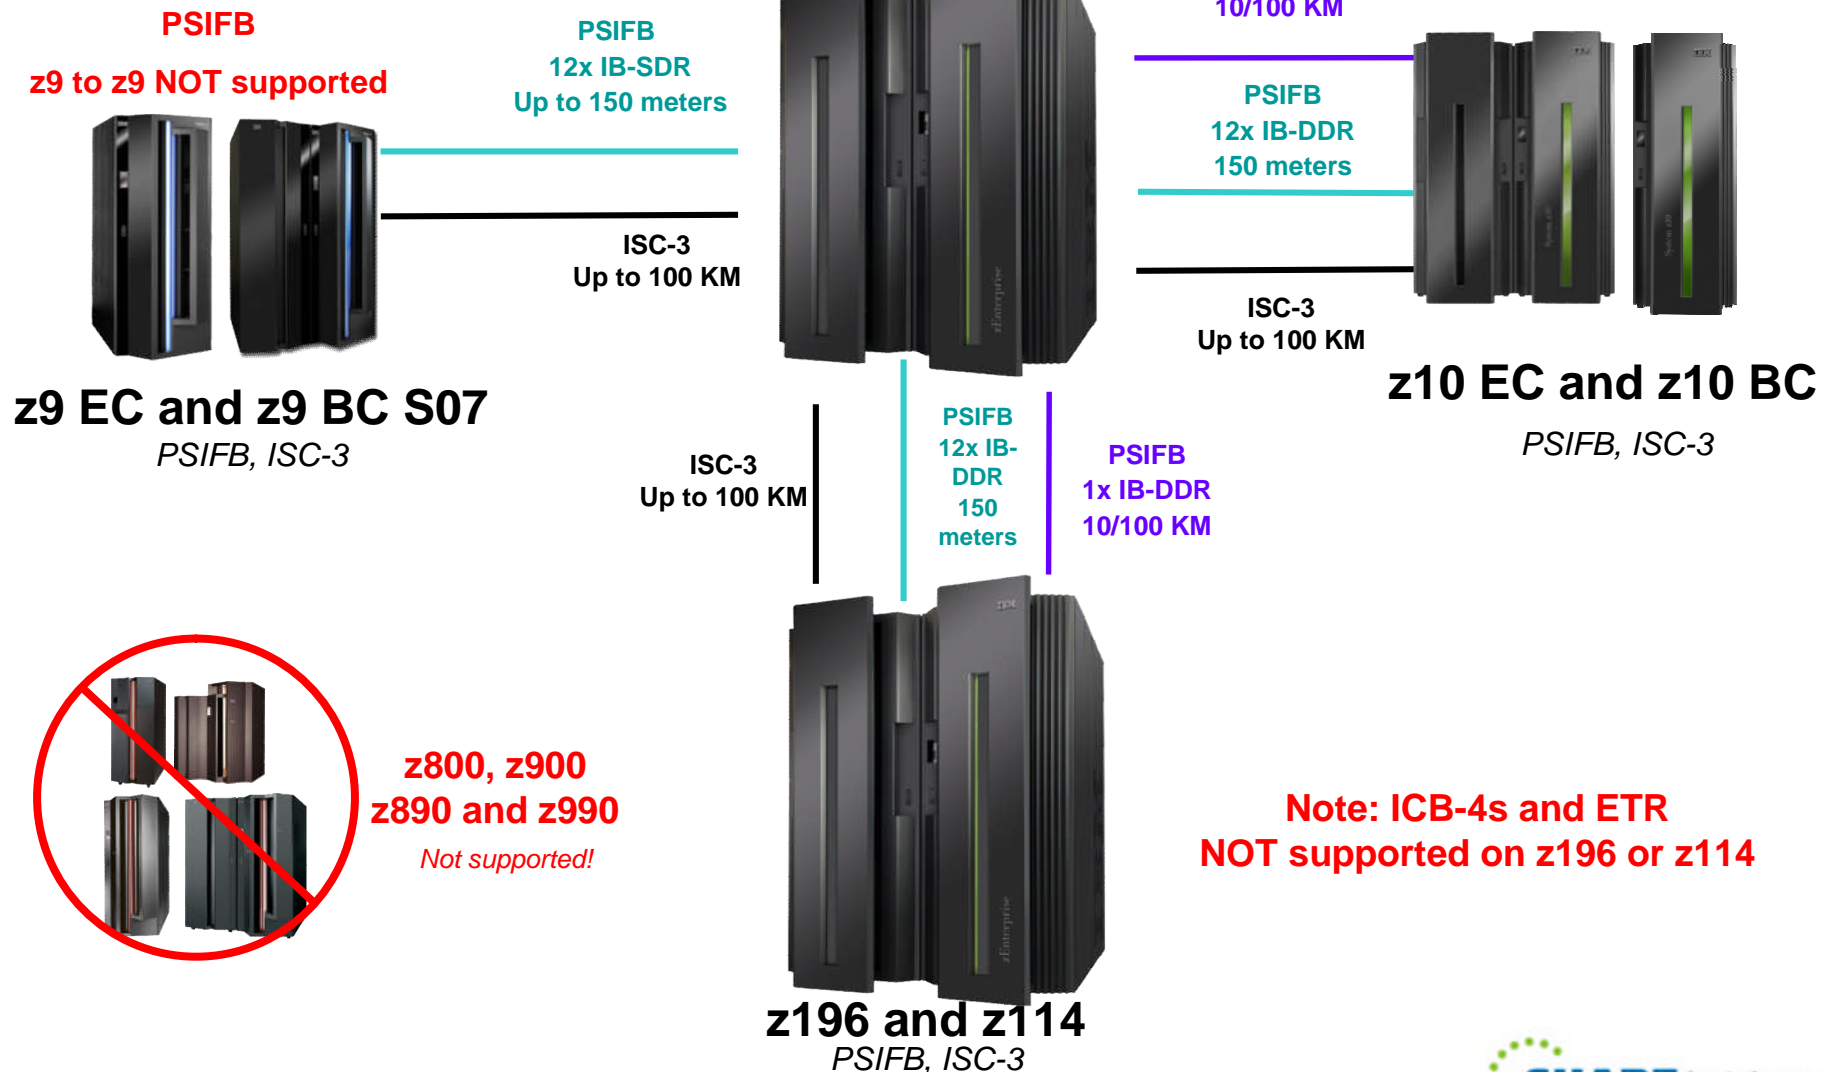 PSIFB
z9 to z9 NOT supported
PSIFB
12x IB-SDR
Up to 150 meters
10/100 KM
PSIFB
12x IB-DDR
150 meters
ISC-3
Up to 100 KM
ISC-3
Up to 100 KM
zEnterprise
z9 EC and z9 BC S07
PSIFB, ISC-3
z10 EC and z10 BC
PSIFB, ISC-3
ISC-3
Up to 100 KM
PSIFB
12x IB-
DDR
150
meters
PSIFB
1x IB-DDR
10/100 KM
z800, z900
z890 and z990
Not supported!
Note: ICB-4s and ETR
NOT supported on z196 or z114
IBM
zEnterprise
z196 and z114
PSIFB, ISC-3